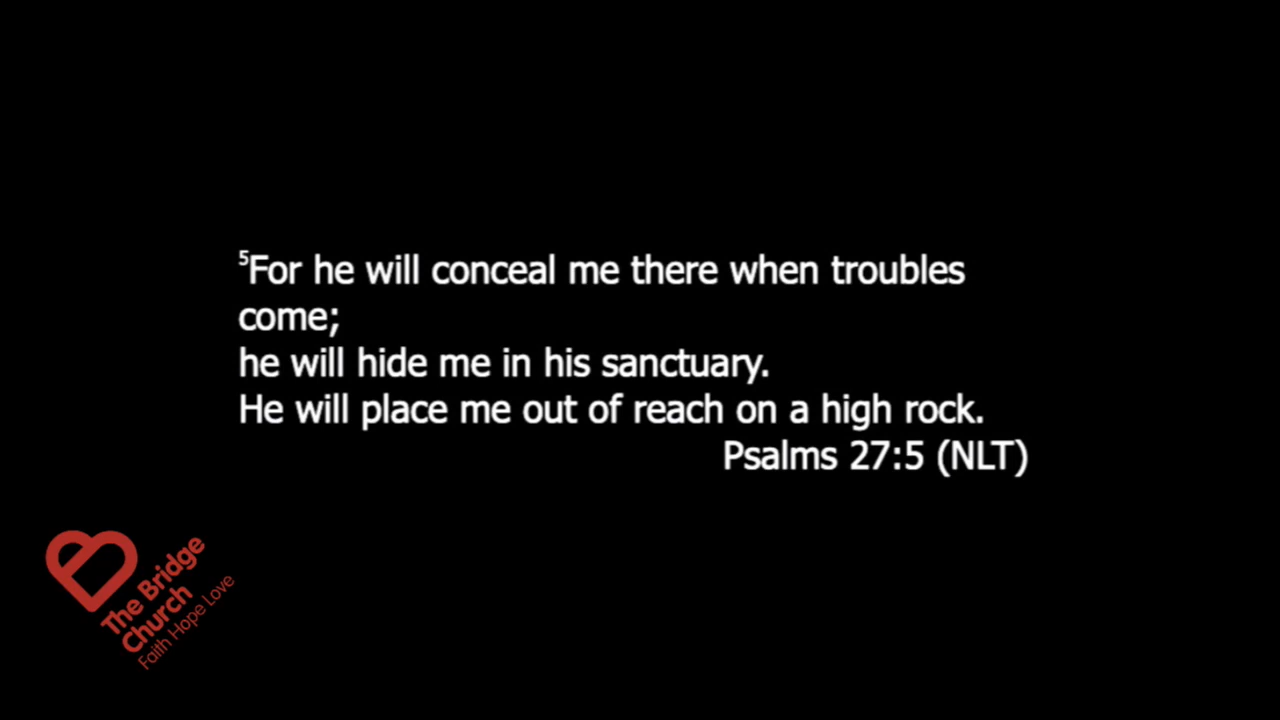 ⁵For he will conceal me there when troubles
come;
he will hide me in his sanctuary.
He will place me out of reach on a high rock.
Psalms 27:5 (NLT)
The Bridge
Church
Faith Hope Love